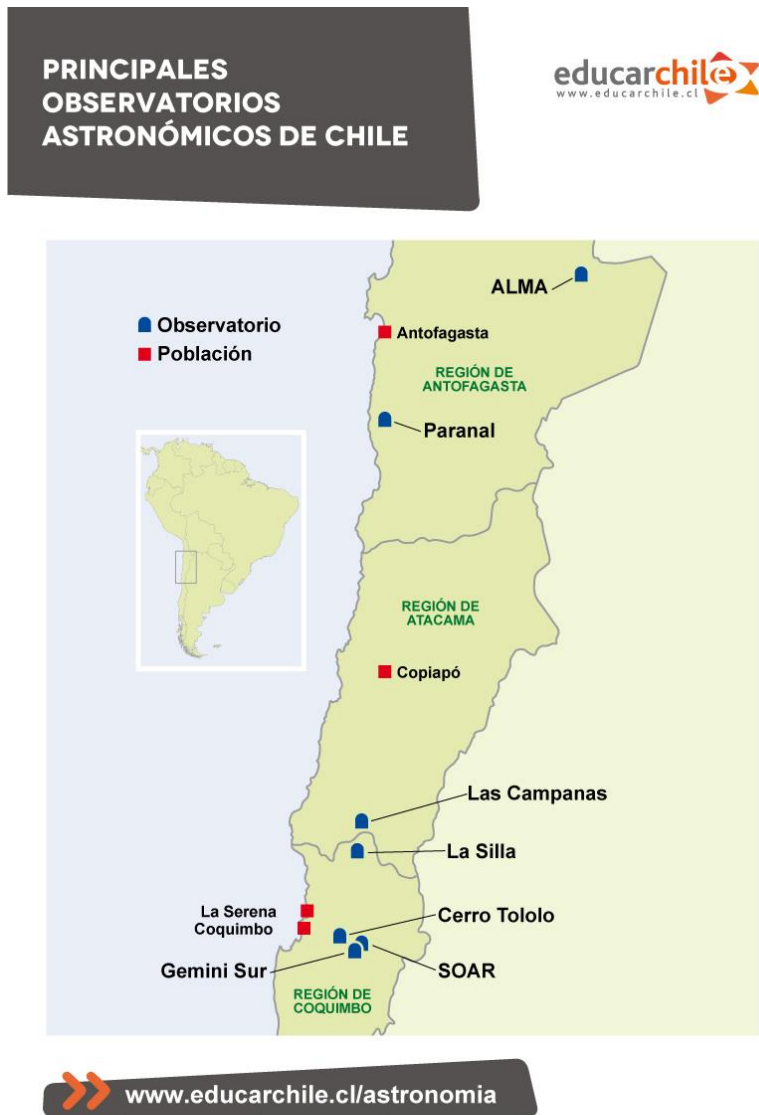 PRINCIPALES
OBSERVATORIOS
ASTRONÓMICOS DE CHILE
educarchile
www.educarchile.cl
ALMA
Observatorio
Población
Antofagasta
REGIÓN DE
ANTOFAGASTA
Paranal
REGIÓN DE
ATACAMA
Copiapó
Las Campanas
La Silla
La Serena
Coquimbo
Cerro Tololo
Gemini Sur
SOAR
REGIÓN DE
COQUIMBO
www.educarchile.cl/astronomia